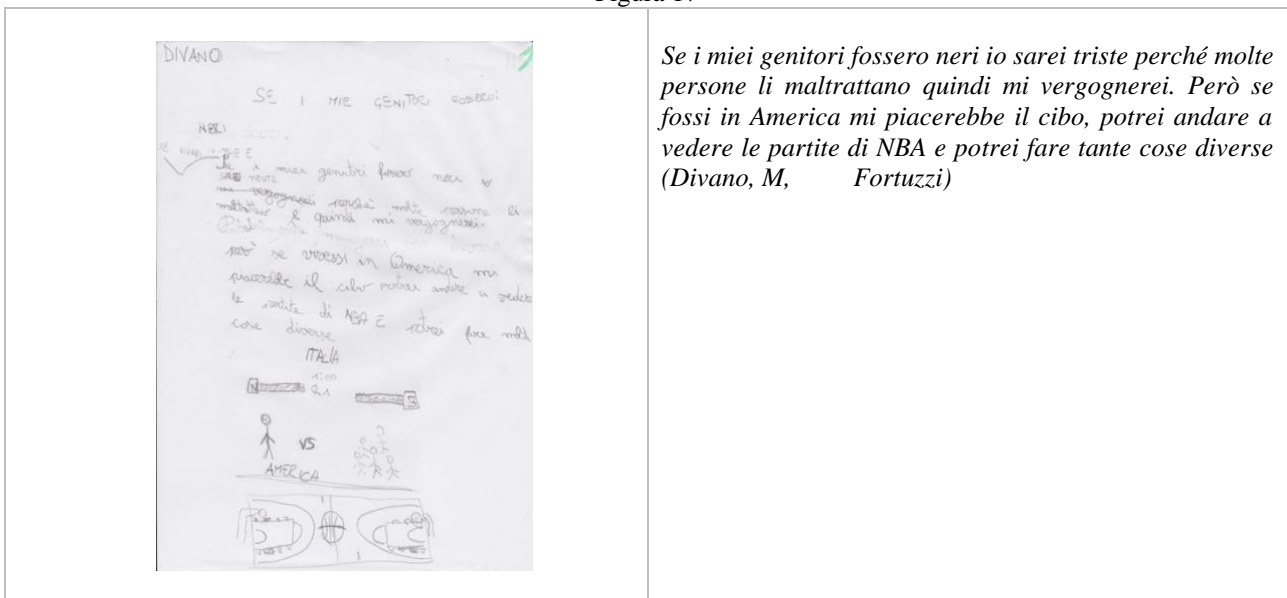 DIVANO
SE I MIE GENITORI FOSSERO:
NERI
Se i miei genitori fossero neri io
mi vergognerei perché molte persone li
maltrattano e quindi mi vergognerei.
però se vivessi in America mi
piacerebbe il cibo potrei andare a vedere
le partite di NBA E potrei fare molte
cose diverse
ITALIA
1:00
N
B
VS
AMERICA
Se i miei genitori fossero neri io sarei triste perché molte
persone li maltrattano quindi mi vergognerei. Però se
fossi in America mi piacerebbe il cibo, potrei andare a
vedere le partite di NBA e potrei fare tante cose diverse
(Divano, M, Fortuzzi)